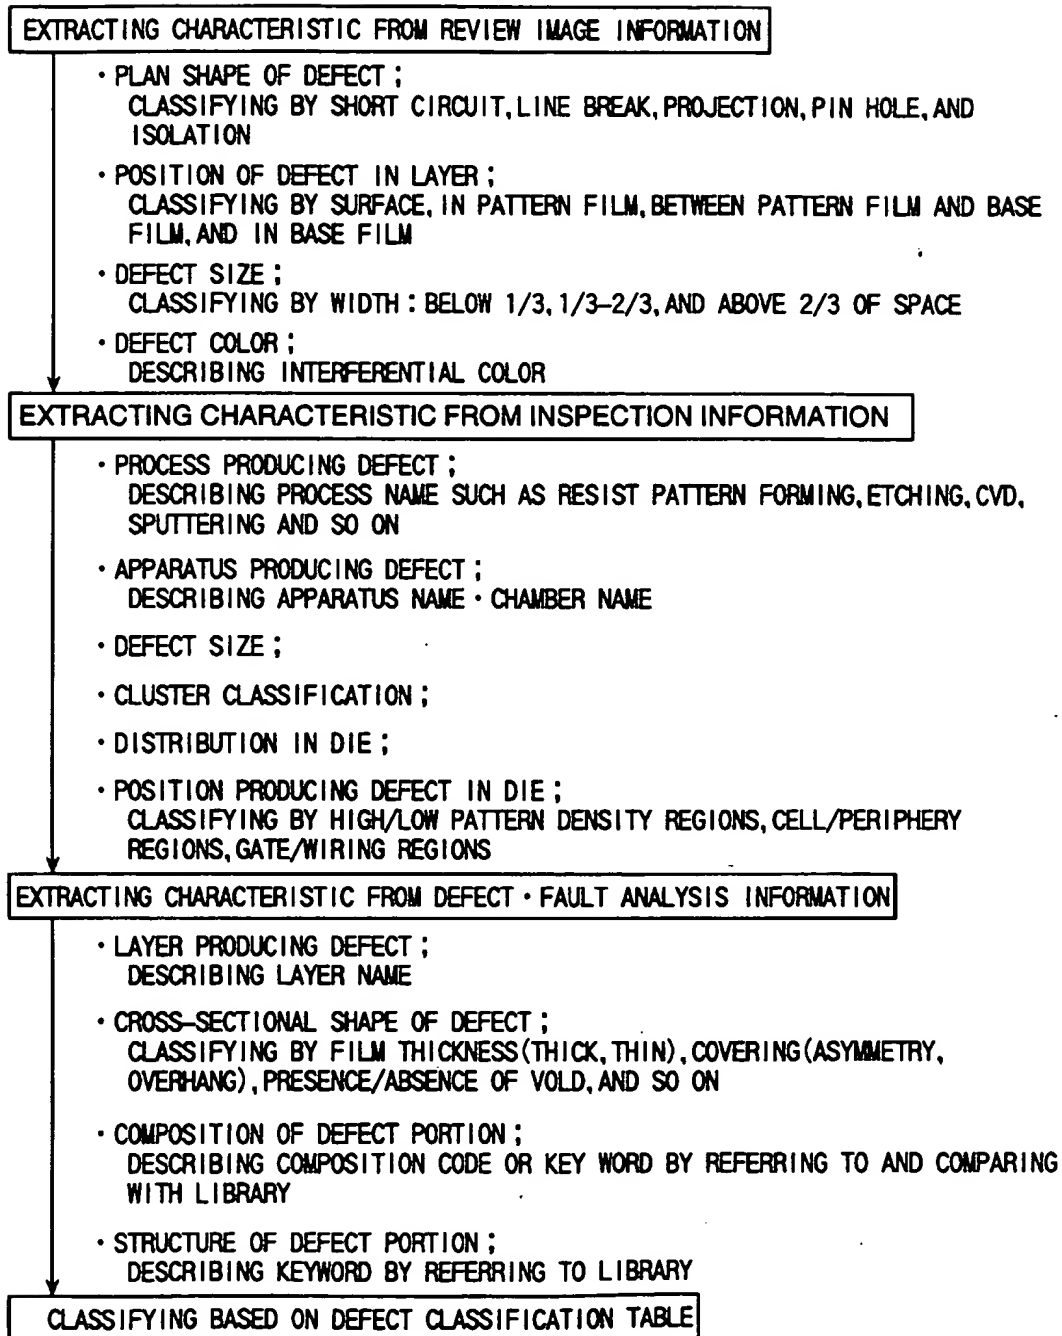 EXTRACTING CHARACTERISTIC FROM REVIEW IMAGE INFORMATION
・PLAN SHAPE OF DEFECT;
CLASSIFYING BY SHORT CIRCUIT, LINE BREAK, PROJECTION, PIN HOLE, AND
ISOLATION
・POSITION OF DEFECT IN LAYER;
CLASSIFYING BY SURFACE, IN PATTERN FILM, BETWEEN PATTERN FILM AND BASE
FILM, AND IN BASE FILM
・DEFECT SIZE;
CLASSIFYING BY WIDTH: BELOW 1/3, 1/3–2/3, AND ABOVE 2/3 OF SPACE
・DEFECT COLOR;
DESCRIBING INTERFERENTIAL COLOR
EXTRACTING CHARACTERISTIC FROM INSPECTION INFORMATION
・PROCESS PRODUCING DEFECT;
DESCRIBING PROCESS NAME SUCH AS RESIST PATTERN FORMING, ETCHING, CVD,
SPUTTERING AND SO ON
・APPARATUS PRODUCING DEFECT;
DESCRIBING APPARATUS NAME・CHAMBER NAME
・DEFECT SIZE;
・CLUSTER CLASSIFICATION;
・DISTRIBUTION IN DIE;
・POSITION PRODUCING DEFECT IN DIE;
CLASSIFYING BY HIGH/LOW PATTERN DENSITY REGIONS, CELL/PERIPHERY
REGIONS, GATE/WIRING REGIONS
EXTRACTING CHARACTERISTIC FROM DEFECT・FAULT ANALYSIS INFORMATION
・LAYER PRODUCING DEFECT;
DESCRIBING LAYER NAME
・CROSS–SECTIONAL SHAPE OF DEFECT;
CLASSIFYING BY FILM THICKNESS(THICK, THIN), COVERING(ASYMMETRY,
OVERHANG), PRESENCE/ABSENCE OF VOLD, AND SO ON
・COMPOSITION OF DEFECT PORTION;
DESCRIBING COMPOSITION CODE OR KEY WORD BY REFERRING TO AND COMPARING
WITH LIBRARY
・STRUCTURE OF DEFECT PORTION;
DESCRIBING KEYWORD BY REFERRING TO LIBRARY
CLASSIFYING BASED ON DEFECT CLASSIFICATION TABLE